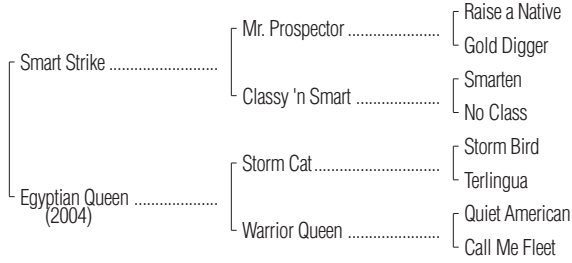 Raise a Native
Mr. Prospector ......................
Gold Digger
Smart Strike ..........................
Smarten
Classy 'n Smart ....................
No Class
Storm Bird
Storm Cat..............................
Terlingua
Egyptian Queen ....................
(2004)
Quiet American
Warrior Queen ......................
Call Me Fleet